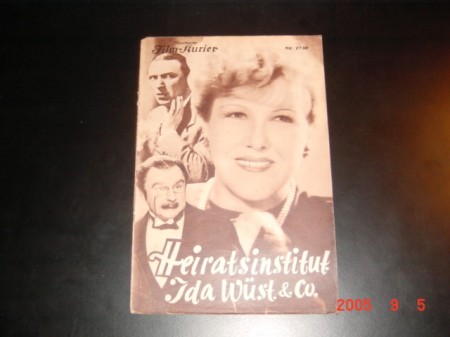 Film-Kurier
Heiratsinstitut
Ida Wüst & Co.
2005 9 5